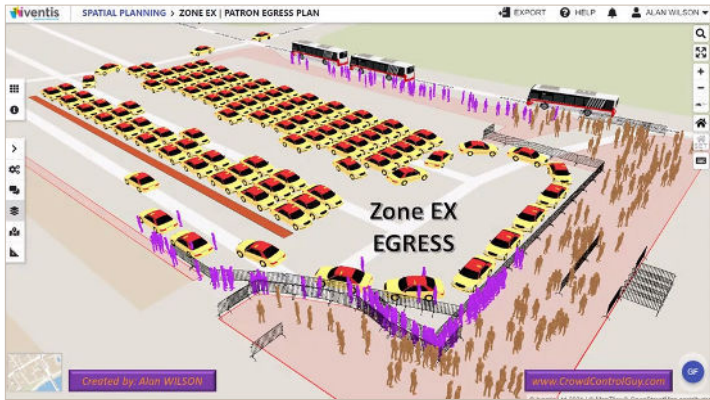 iventis
SPATIAL PLANNING > ZONE EX | PATRON EGRESS PLAN
EXPORT
HELP
ALAN WILSON
Zone EX
EGRESS
Created by: Alan WILSON
www.CrowdControlGuy.com
GF